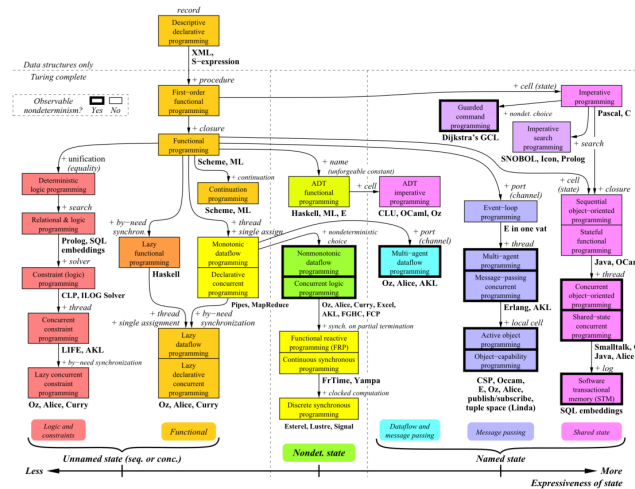 record
Descriptive
declarative
programming
XML,
S−expression
Data structures only
Turing complete
+ procedure
Observable
nondeterminism? Yes No
First-order
functional
programming
+ closure
Functional
programming
Scheme, ML
+ unification
(equality)
Deterministic
logic programming
+ search
Relational & logic
programming
Prolog, SQL
embeddings
+ solver
Constraint (logic)
programming
CLP, ILOG Solver
+ thread
Concurrent
constraint
programming
LIFE, AKL
+ by−need synchronization
Lazy concurrent
constraint
programming
Oz, Alice, Curry
+ continuation
Continuation
programming
Scheme, ML
+ by−need
synchron.
Lazy
functional
programming
Haskell
+ thread
+ single assign.
Monotonic
dataflow
programming
Declarative
concurrent
programming
Pipes, MapReduce
+ thread
+ single assignment
+ by−need
synchronization
Lazy
dataflow
programming
Lazy
declarative
concurrent
programming
Oz, Alice, Curry
+ name
(unforgeable constant)
ADT
functional
programming
Haskell, ML, E
+ cell
ADT
imperative
programming
CLU, OCaml, Oz
+ nondeterministic
choice
Nonmonotonic
dataflow
programming
Concurrent logic
programming
Oz, Alice, Curry, Excel,
AKL, FGHC, FCP
+ port
(channel)
Multi−agent
dataflow
programming
Oz, Alice, AKL
+ synch. on partial termination
Functional reactive
programming (FRP)
Continuous synchronous
programming
FrTime, Yampa
+ clocked computation
Discrete synchronous
programming
Esterel, Lustre, Signal
+ cell (state)
Imperative
programming
Pascal, C
+ nondet. choice
Guarded
command
programming
Dijkstra's GCL
+ search
Imperative
search
programming
SNOBOL, Icon, Prolog
+ port
(channel)
Event−loop
programming
E in one vat
+ thread
Multi−agent
programming
Message−passing
concurrent
programming
Erlang, AKL
+ local cell
Active object
programming
Object−capability
programming
CSP, Occam,
E, Oz, Alice,
publish/subscribe,
tuple space (Linda)
+ cell
(state)
+ closure
Sequential
object−oriented
programming
Stateful
functional
programming
Java, OCa
+ thread
Concurrent
object−oriented
programming
Shared−state
concurrent
programming
Smalltalk,
Java, Alice
+ log
Software
transactional
memory (STM)
SQL embeddings
Logic and
constraints
Functional
Dataflow and
message passing
Message passing
Shared state
Unnamed state (seq. or conc.)
Nondet. state
Named state
Less
More
Expressiveness of state